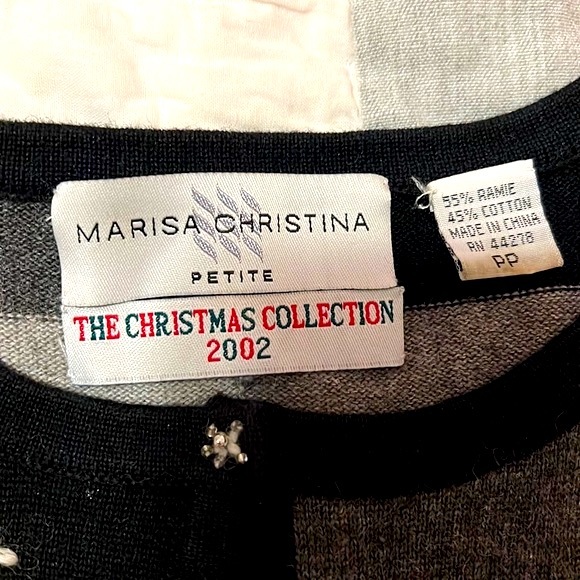 MARISA CHRISTINA
PETITE
THE CHRISTMAS COLLECTION
2002
55% RAMIE
45% COTTON
MADE IN CHINA
RN 44278
PP